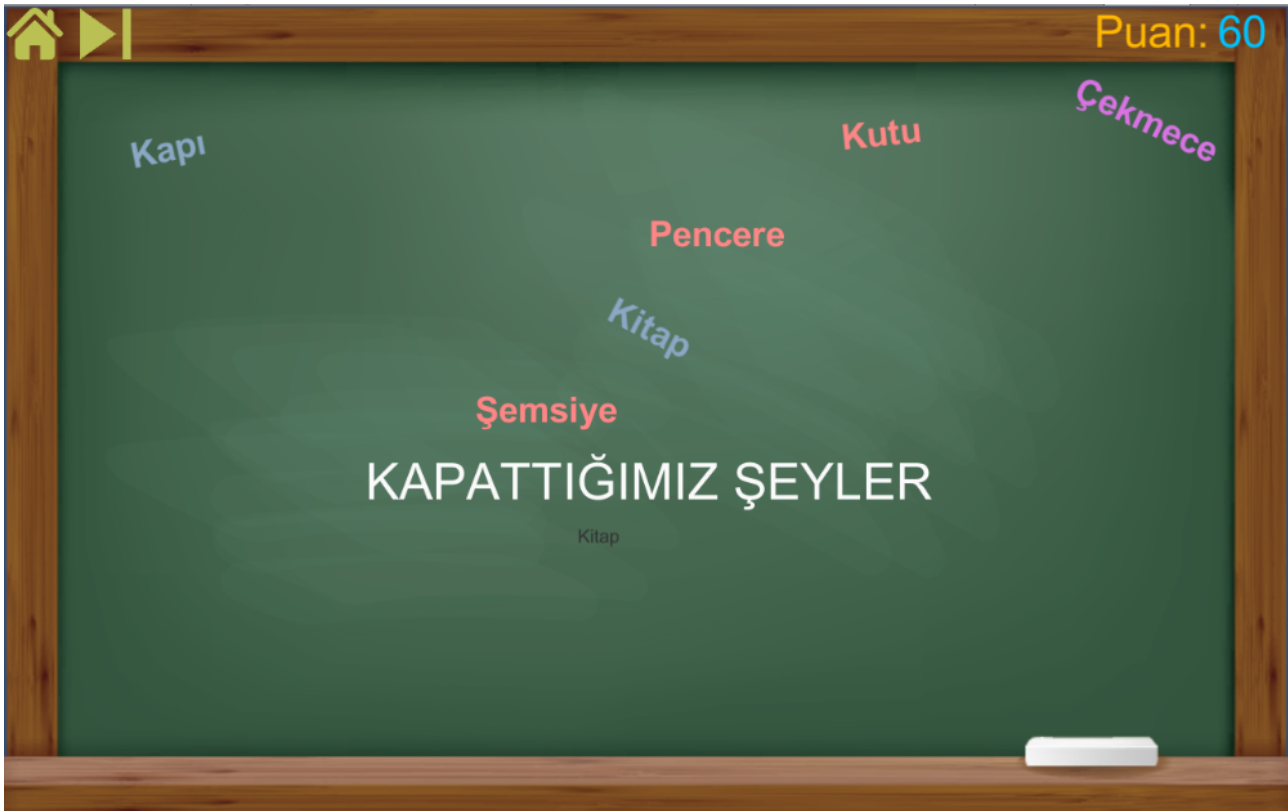 Puan: 60
Çekmece
Kapı
Kutu
Pencere
Kitap
Şemsiye
KAPATTIĞIMIZ ŞEYLER
Kitap